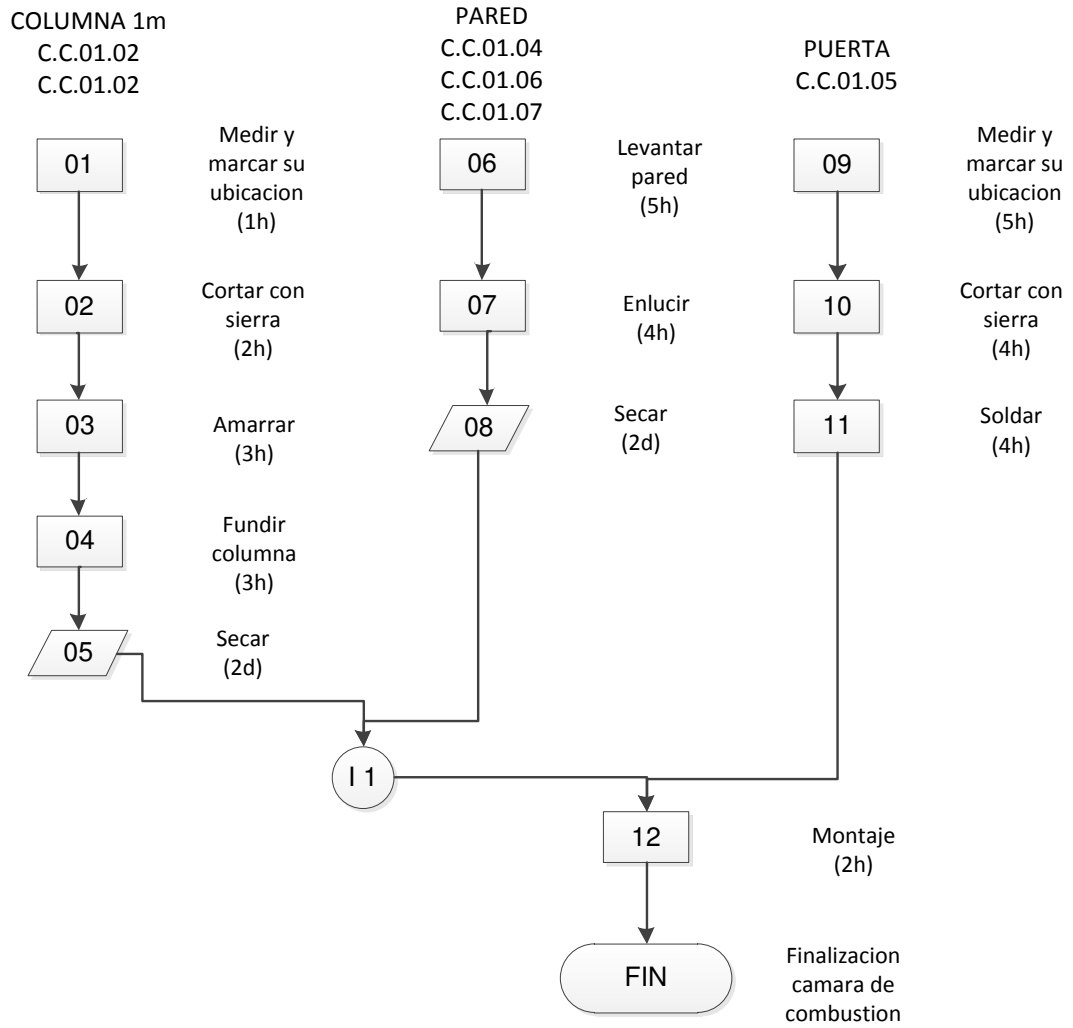 COLUMNA 1m
C.C.01.02
C.C.01.02
PARED
C.C.01.04
C.C.01.06
C.C.01.07
PUERTA
C.C.01.05
01
Medir y
marcar su
ubicacion
(1h)
06
Levantar
pared
(5h)
09
Medir y
marcar su
ubicacion
(5h)
02
Cortar con
sierra
(2h)
07
Enlucir
(4h)
10
Cortar con
sierra
(4h)
03
Amarrar
(3h)
08
Secar
(2d)
11
Soldar
(4h)
04
Fundir
columna
(3h)
05
Secar
(2d)
I 1
12
Montaje
(2h)
FIN
Finalizacion
camara de
combustion